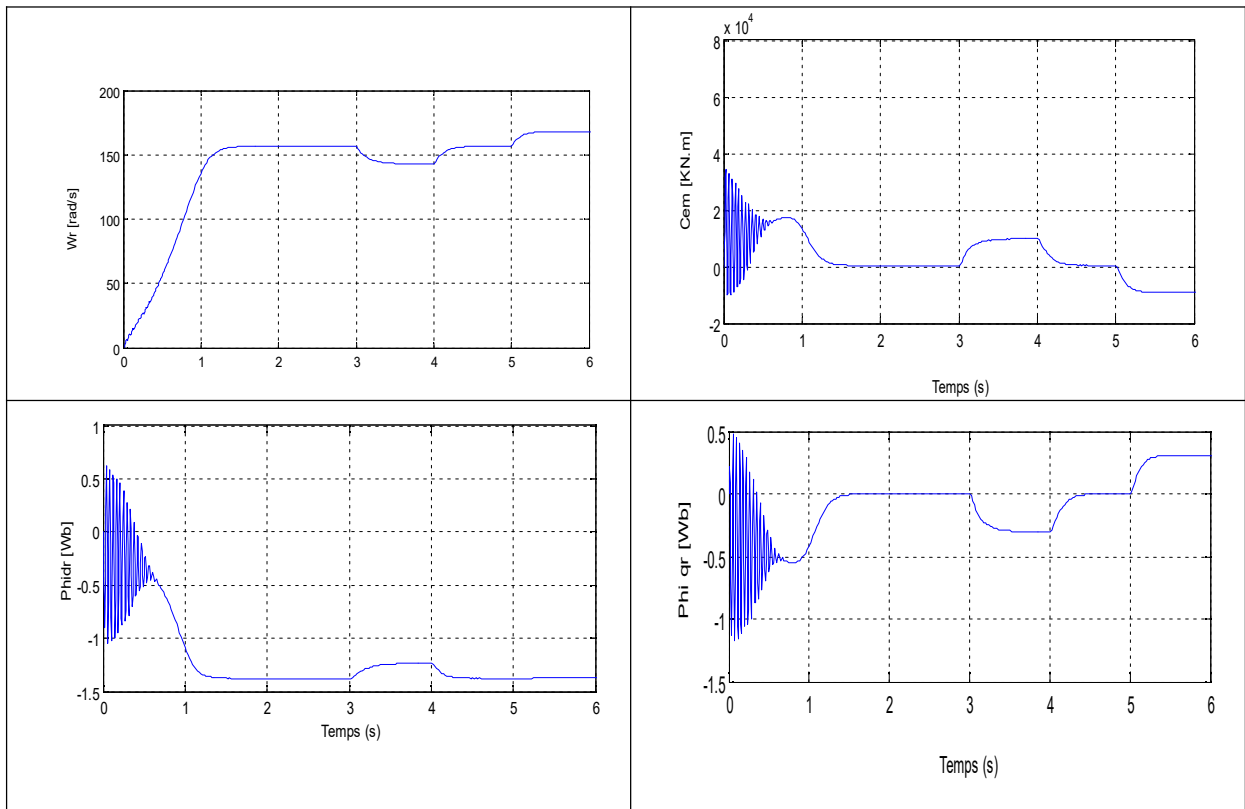 200
150
100
50
0
Wr [rad/s]
0 1 2 3 4 5 6
x 10^4
8
6
4
2
0
-2
Cem [KN.m]
0 1 2 3 4 5 6
Temps (s)
1
0.5
0
-0.5
-1
-1.5
Phidr [Wb]
0 1 2 3 4 5 6
Temps (s)
0.5
0
-0.5
-1
-1.5
Phi qr [Wb]
0 1 2 3 4 5 6
Temps (s)